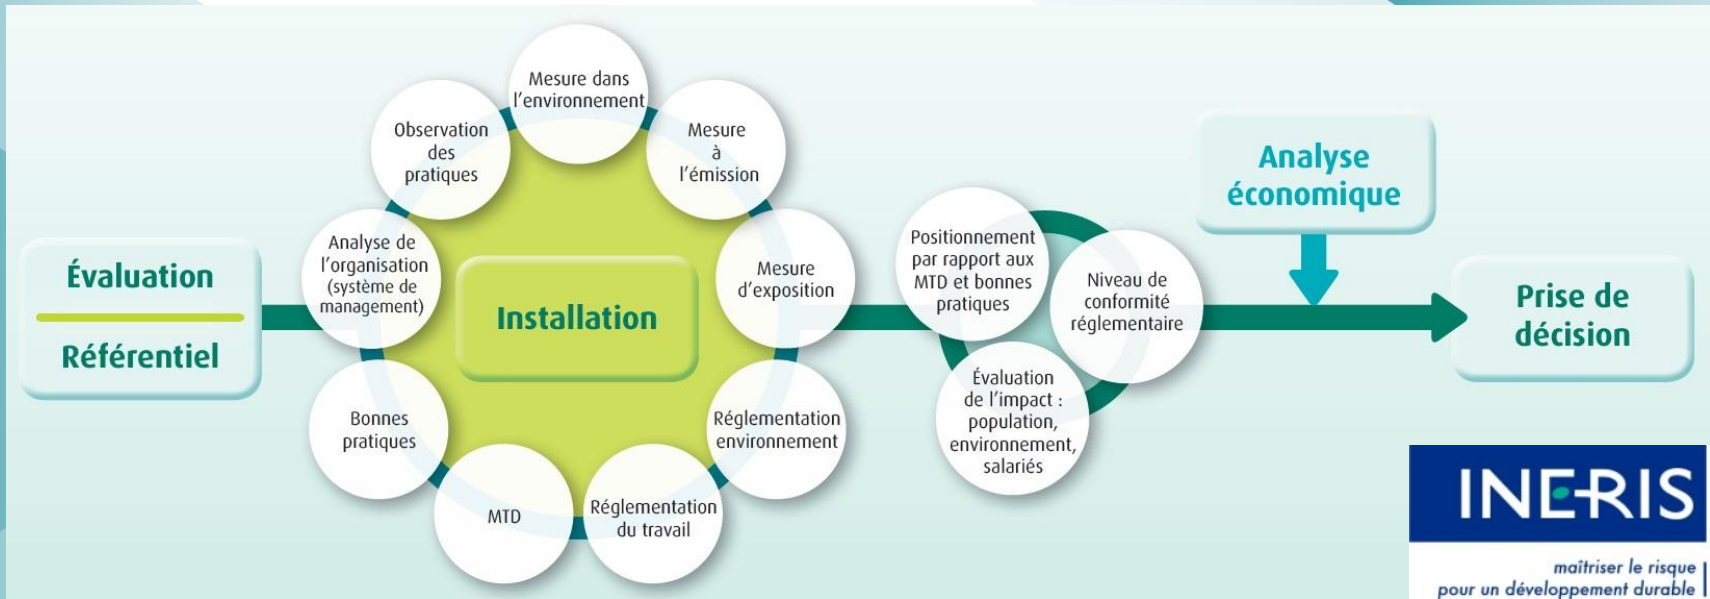 Évaluation
Référentiel
Analyse de
l'organisation
(système de
management)
Observation
des
pratiques
Mesure dans
l'environnement
Mesure
à
l'émission
Mesure
d'exposition
Installation
Bonnes
pratiques
MTD
Réglementation
du travail
Réglementation
environnement
Positionnement
par rapport aux
MTD et bonnes
pratiques
Niveau de
conformité
réglementaire
Évaluation
de l'impact :
population,
environnement,
salariés
Analyse
économique
Prise de
décision
INERIS
maîtriser le risque
pour un développement durable